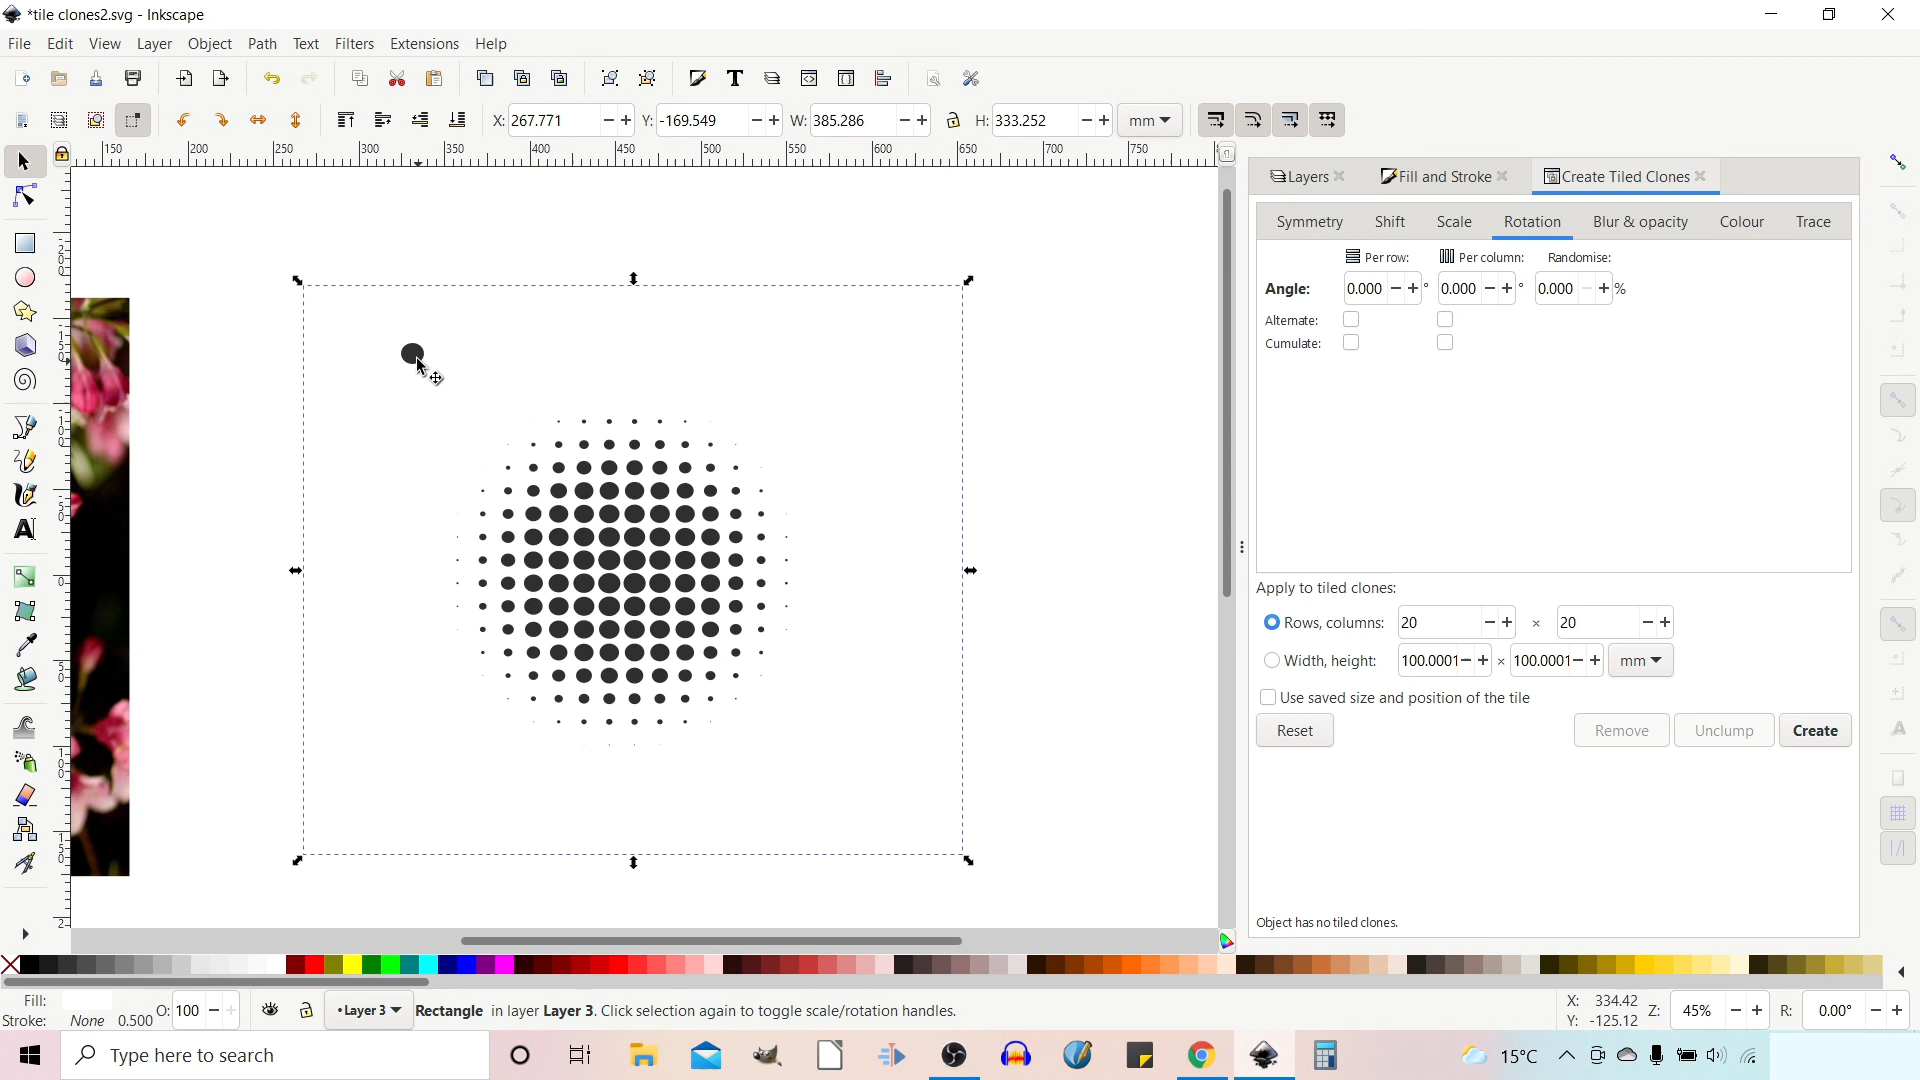 *tile clones2.svg - Inkscape
File Edit View Layer Object Path Text Filters Extensions Help
X: 267.771 Y: -169.549 W: 385.286 H: 333.252 mm
150 200 250 300 350 400 450 500 550 600 650 700 750
Layers Fill and Stroke Create Tiled Clones
Symmetry Shift Scale Rotation Blur & opacity Colour Trace
Per row: Per column: Randomise:
Angle: 0.000 ° 0.000 ° 0.000 %
Alternate:
Cumulate:
Apply to tiled clones:
Rows, columns: 20 × 20
Width, height: 100.0001 × 100.0001 mm
Use saved size and position of the tile
Reset Remove Unclump Create
Object has no tiled clones.
Fill: O: 100 •Layer 3 Rectangle in layer Layer 3. Click selection again to toggle scale/rotation handles. X: 334.42 Z: 45% R: 0.00°
Stroke: None 0.500 Y: -125.12
Type here to search 15°C